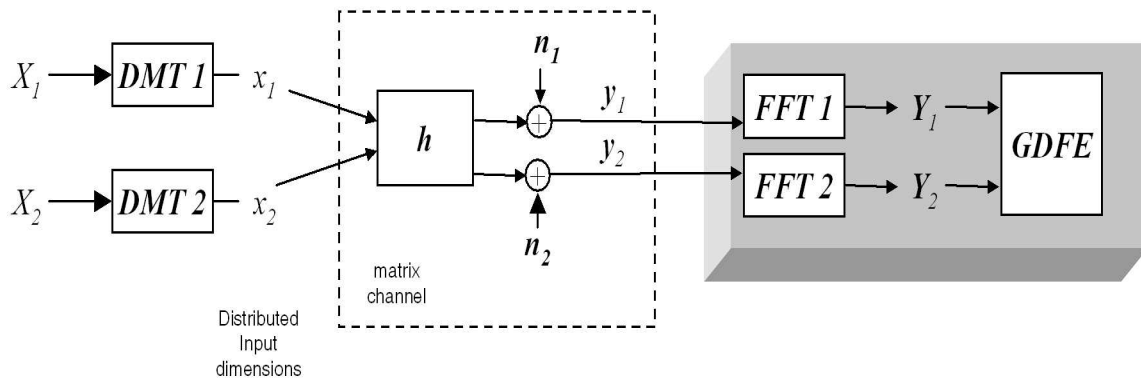 X1 DMT 1 x1
X2 DMT 2 x2
h
n1
n2
y1
y2
FFT 1 Y1
FFT 2 Y2
GDFE
matrix
channel
Distributed
Input
dimensions